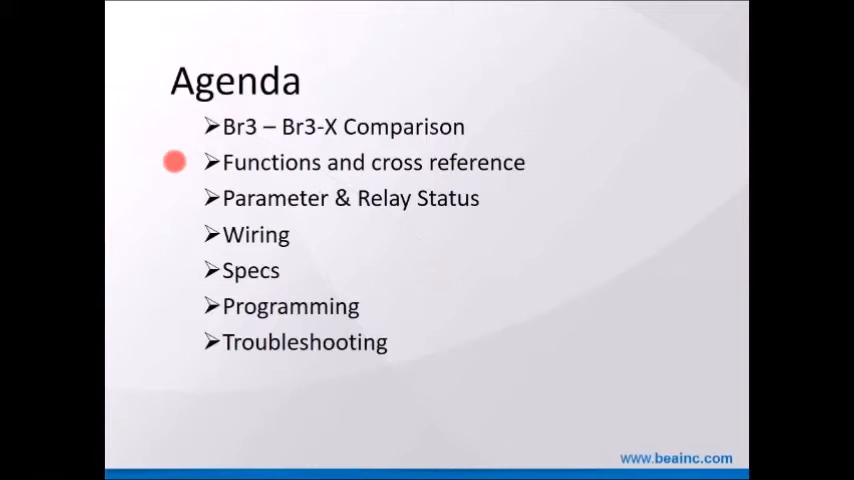 Agenda
➢Br3 – Br3-X Comparison
➢Functions and cross reference
➢Parameter & Relay Status
➢Wiring
➢Specs
➢Programming
➢Troubleshooting
www.beainc.com